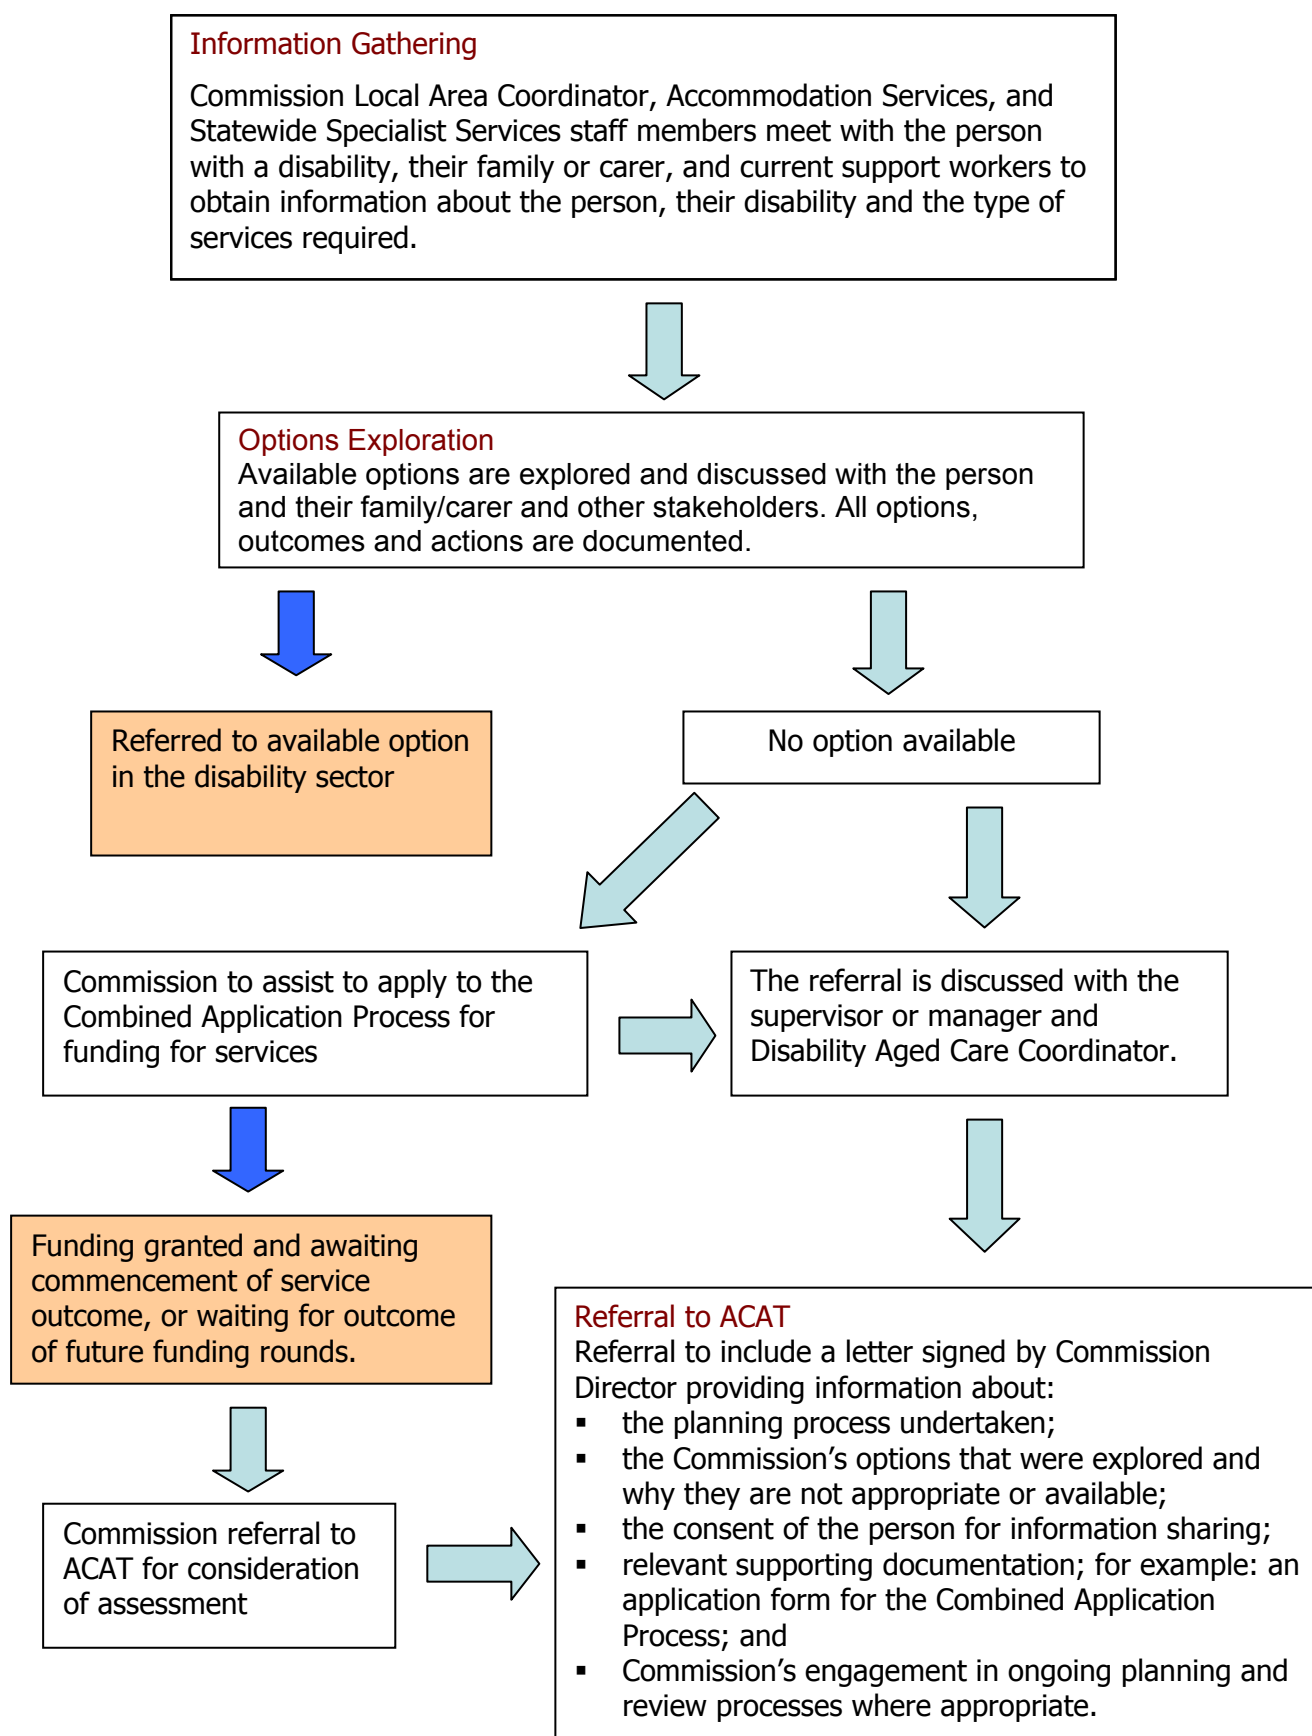 Information Gathering
Commission Local Area Coordinator, Accommodation Services, and
Statewide Specialist Services staff members meet with the person
with a disability, their family or carer, and current support workers to
obtain information about the person, their disability and the type of
services required.
Options Exploration
Available options are explored and discussed with the person
and their family/carer and other stakeholders. All options,
outcomes and actions are documented.
Referred to available option
in the disability sector
No option available
Commission to assist to apply to the
Combined Application Process for
funding for services
The referral is discussed with the
supervisor or manager and
Disability Aged Care Coordinator.
Funding granted and awaiting
commencement of service
outcome, or waiting for outcome
of future funding rounds.
Commission referral to
ACAT for consideration
of assessment
Referral to ACAT
Referral to include a letter signed by Commission
Director providing information about:
▪ the planning process undertaken;
▪ the Commission’s options that were explored and
why they are not appropriate or available;
▪ the consent of the person for information sharing;
▪ relevant supporting documentation; for example: an
application form for the Combined Application
Process; and
▪ Commission’s engagement in ongoing planning and
review processes where appropriate.